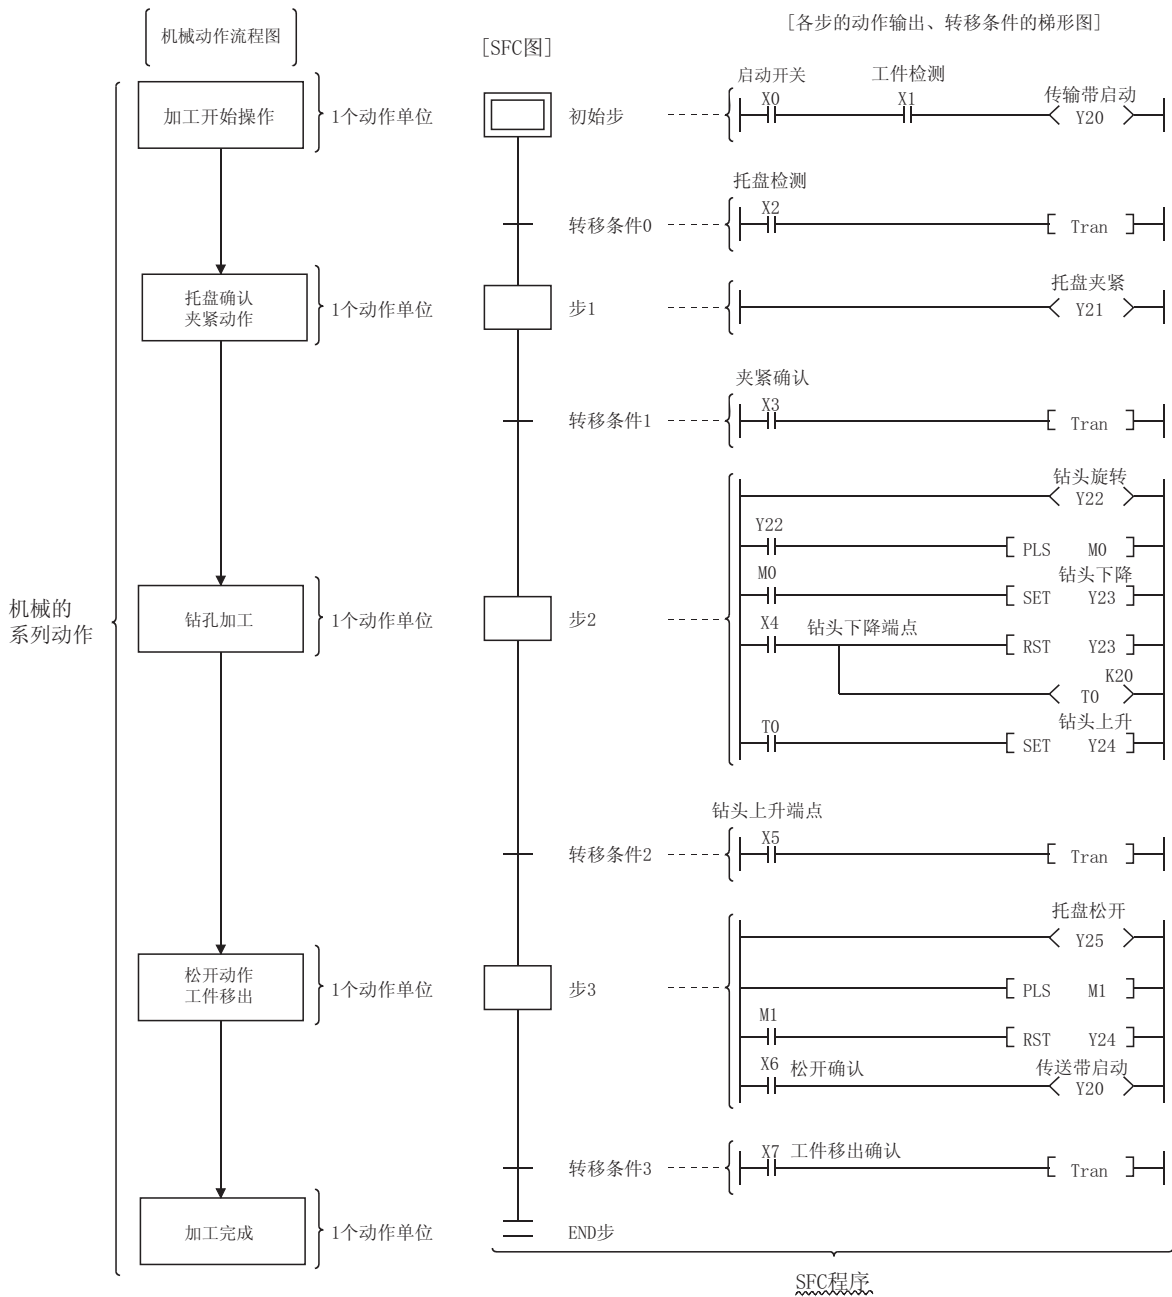 机械动作流程图
[SFC图]
[各步的动作输出、转移条件的梯形图]
机械的
系列动作
加工开始操作
1个动作单位
初始步
启动开关
X0
工件检测
X1
传输带启动
Y20
转移条件0
托盘检测
X2
Tran
托盘确认
夹紧动作
1个动作单位
步1
托盘夹紧
Y21
转移条件1
夹紧确认
X3
Tran
钻孔加工
1个动作单位
步2
钻头旋转
Y22
Y22
PLS M0
M0
钻头下降
SET Y23
X4
钻头下降端点
RST Y23
K20
T0
T0
钻头上升
SET Y24
转移条件2
钻头上升端点
X5
Tran
松开动作
工件移出
1个动作单位
步3
托盘松开
Y25
PLS M1
M1
RST Y24
X6 松开确认
传送带启动
Y20
转移条件3
X7 工件移出确认
Tran
加工完成
1个动作单位
END步
SFC程序